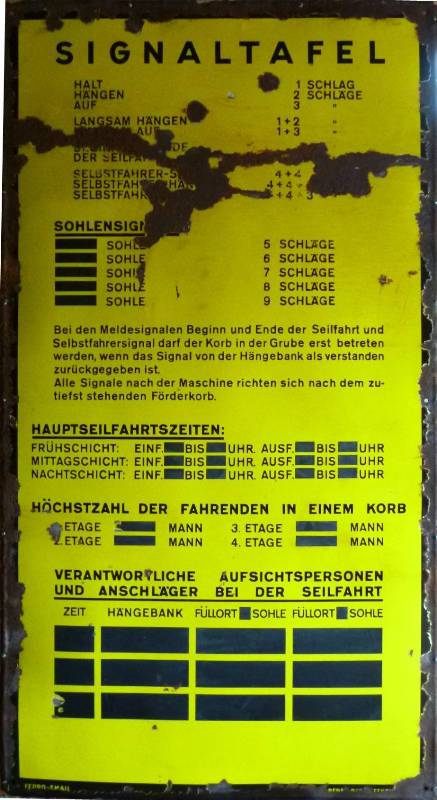 SIGNALTAFEL
HALT 1 SCHLAG
HÄNGEN 2 SCHLÄGE
AUF 3 "
LANGSAM HÄNGEN 1+2 "
AUF 1+3 "
DER
SELBSTFAHRER- 4+4
4+4
3
5 SCHLÄGE
SOHLE 6 SCHLÄGE
7 SCHLÄGE
SOHLE 8 SCHLÄGE
SOHLE 9 SCHLÄGE
Bei den Meldesignalen Beginn und Ende der Seilfahrt und
Selbstfahrersignal darf der Korb in der Grube erst betreten
werden, wenn das Signal von der Hängebank als verstanden
zurückgegeben ist.
Alle Signale nach der Maschine richten sich nach dem zu-
tiefst stehenden Förderkorb.
HAUPTSEILFAHRTSZEITEN:
FRÜHSCHICHT: EINF. BIS UHR. AUSF. BIS UHR
MITTAGSCHICHT: EINF. BIS UHR. AUSF. BIS UHR
NACHTSCHICHT: EINF. BIS UHR. AUSF. BIS UHR
HÖCHSTZAHL DER FAHRENDEN IN EINEM KORB
ETAGE MANN 3. ETAGE MANN
2. ETAGE MANN 4. ETAGE MANN
VERANTWORTLICHE AUFSICHTSPERSONEN
UND ANSCHLÄGER BEI DER SEILFAHRT
ZEIT HÄNGEBANK FÜLLORT SOHLE FÜLLORT SOHLE
FERRO-EMAIL